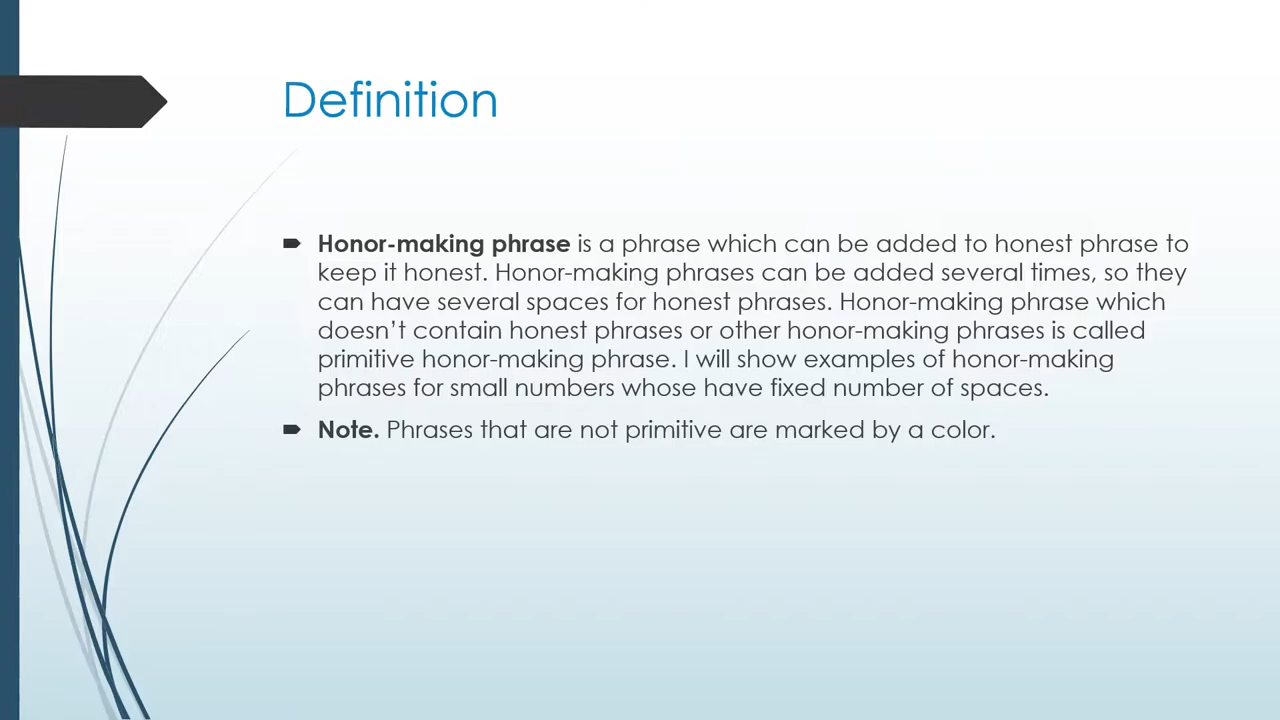 Definition
Honor-making phrase is a phrase which can be added to honest phrase to
keep it honest. Honor-making phrases can be added several times, so they
can have several spaces for honest phrases. Honor-making phrase which
doesn’t contain honest phrases or other honor-making phrases is called
primitive honor-making phrase. I will show examples of honor-making
phrases for small numbers whose have fixed number of spaces.
Note. Phrases that are not primitive are marked by a color.